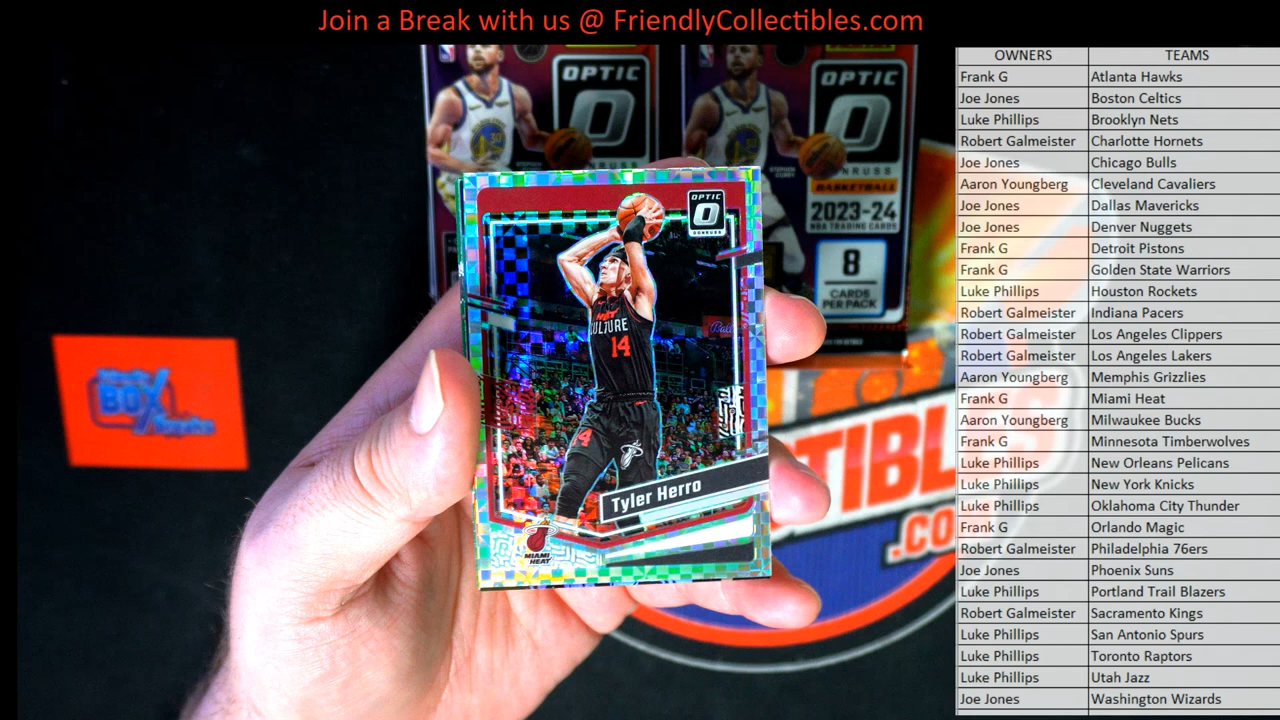 Join a Break with us @ FriendlyCollectibles.com
OPTIC
OPTIC
DONRUSS
BASKETBALL
2023-24
NBA TRADING CARDS
8
CARDS
PER PACK
OPTIC
DONRUSS
HEAT
CULTURE
14
14
Tyler Herro
MIAMI
HEAT
BOX
TIBLES
.CO
OWNERS TEAMS
Frank G Atlanta Hawks
Joe Jones Boston Celtics
Luke Phillips Brooklyn Nets
Robert Galmeister Charlotte Hornets
Joe Jones Chicago Bulls
Aaron Youngberg Cleveland Cavaliers
Joe Jones Dallas Mavericks
Joe Jones Denver Nuggets
Frank G Detroit Pistons
Frank G Golden State Warriors
Luke Phillips Houston Rockets
Robert Galmeister Indiana Pacers
Robert Galmeister Los Angeles Clippers
Robert Galmeister Los Angeles Lakers
Aaron Youngberg Memphis Grizzlies
Frank G Miami Heat
Aaron Youngberg Milwaukee Bucks
Frank G Minnesota Timberwolves
Luke Phillips New Orleans Pelicans
Luke Phillips New York Knicks
Luke Phillips Oklahoma City Thunder
Frank G Orlando Magic
Robert Galmeister Philadelphia 76ers
Joe Jones Phoenix Suns
Luke Phillips Portland Trail Blazers
Robert Galmeister Sacramento Kings
Luke Phillips San Antonio Spurs
Luke Phillips Toronto Raptors
Luke Phillips Utah Jazz
Joe Jones Washington Wizards